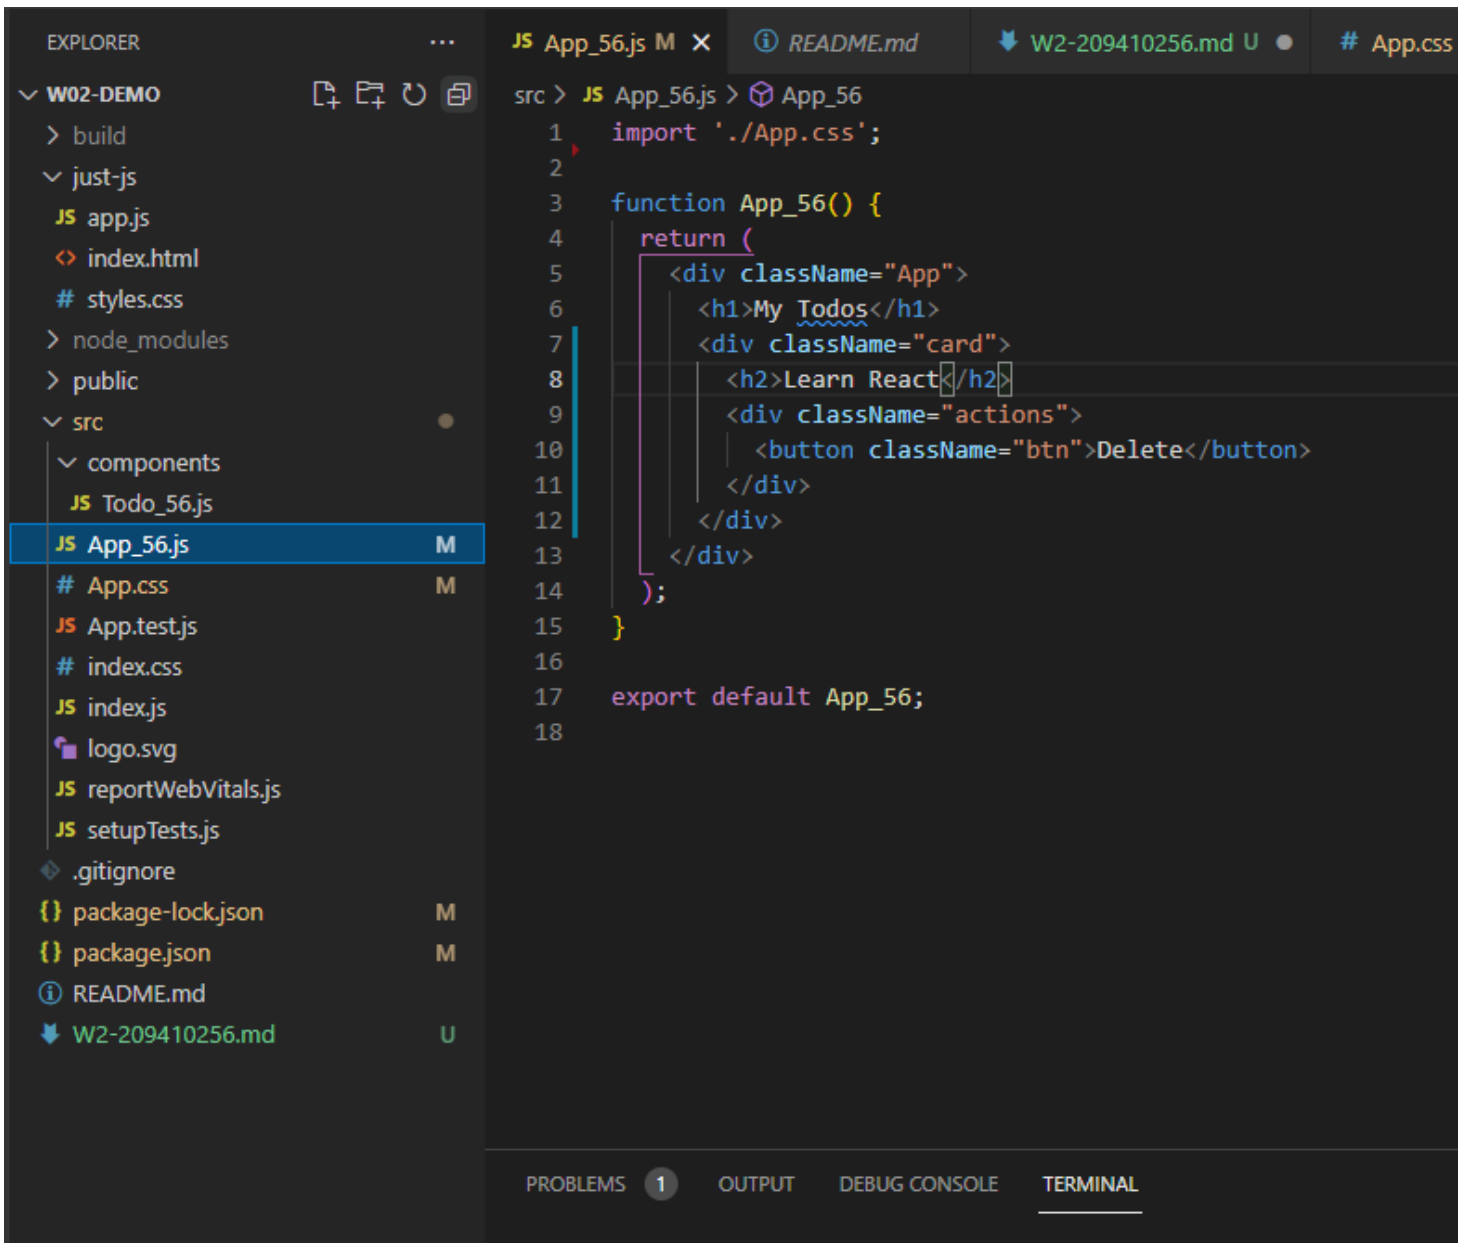 EXPLORER ...
W02-DEMO
build
just-js
JS app.js
<> index.html
# styles.css
node_modules
public
src
components
JS Todo_56.js
JS App_56.js M
# App.css M
JS App.test.js
# index.css
JS index.js
logo.svg
JS reportWebVitals.js
JS setupTests.js
.gitignore
{} package-lock.json M
{} package.json M
README.md
W2-209410256.md U
JS App_56.js M README.md W2-209410256.md U # App.css
src > JS App_56.js > App_56
1 import './App.css';
2
3 function App_56() {
4 return (
5 <div className="App">
6 <h1>My Todos</h1>
7 <div className="card">
8 <h2>Learn React</h2>
9 <div className="actions">
10 <button className="btn">Delete</button>
11 </div>
12 </div>
13 </div>
14 );
15 }
16
17 export default App_56;
18
PROBLEMS 1 OUTPUT DEBUG CONSOLE TERMINAL